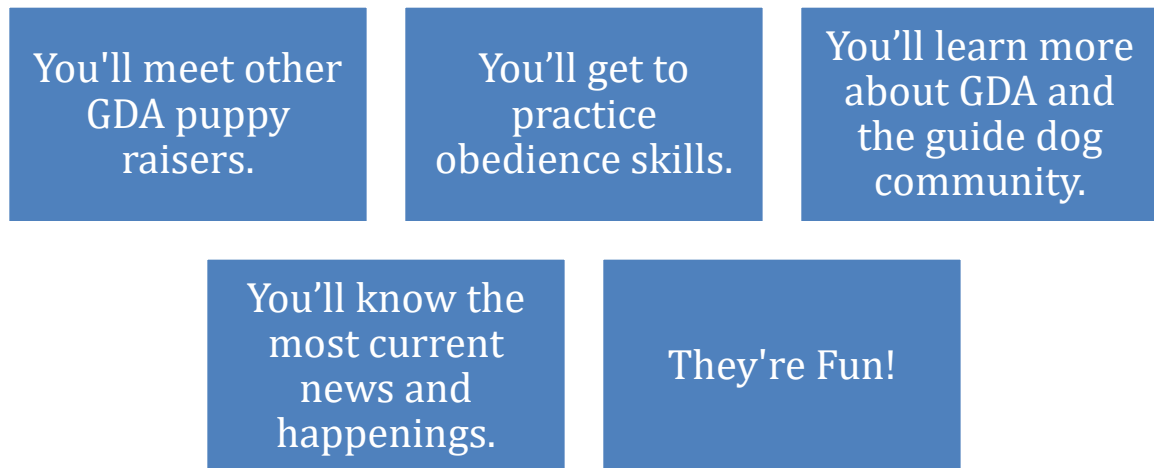 You'll meet other
GDA puppy
raisers.
You’ll get to
practice
obedience skills.
You’ll learn more
about GDA and
the guide dog
community.
You’ll know the
most current
news and
happenings.
They're Fun!